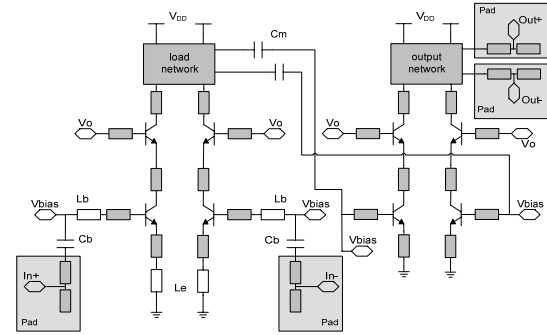 Pad
Out+
VDD
VDD
Cm
load
network
output
network
Out-
Pad
Vo
Vo
Vo
Vo
Vbias
Lb
Lb
Vbias
Vbias
Cb
Cb
Vbias
In+
Le
In-
Pad
Pad